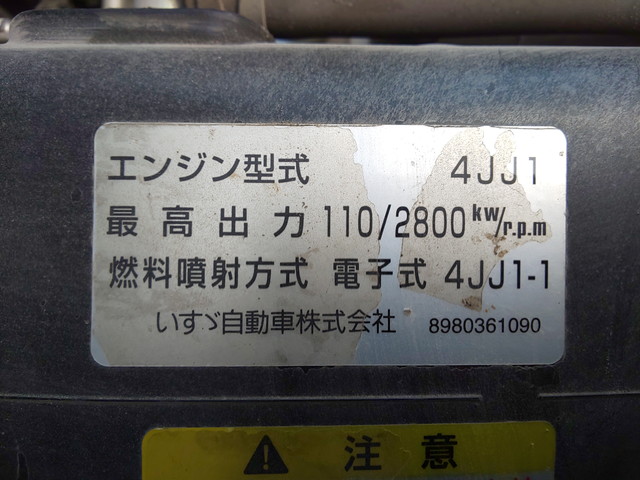 エンジン型式 4JJ1
最高出力 110/2800 kw/r.p.m
燃料噴射方式 電子式 4JJ1-1
いすゞ自動車株式会社 8980361090
注意